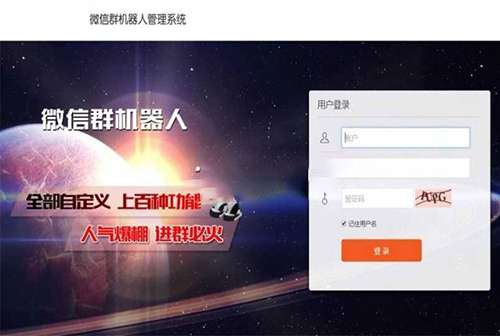 微信群机器人管理系统
微信群机器人
用户登录
账户
全部自定义 上百种功能
验证码
人气爆棚 进群必火
记住用户名
登录